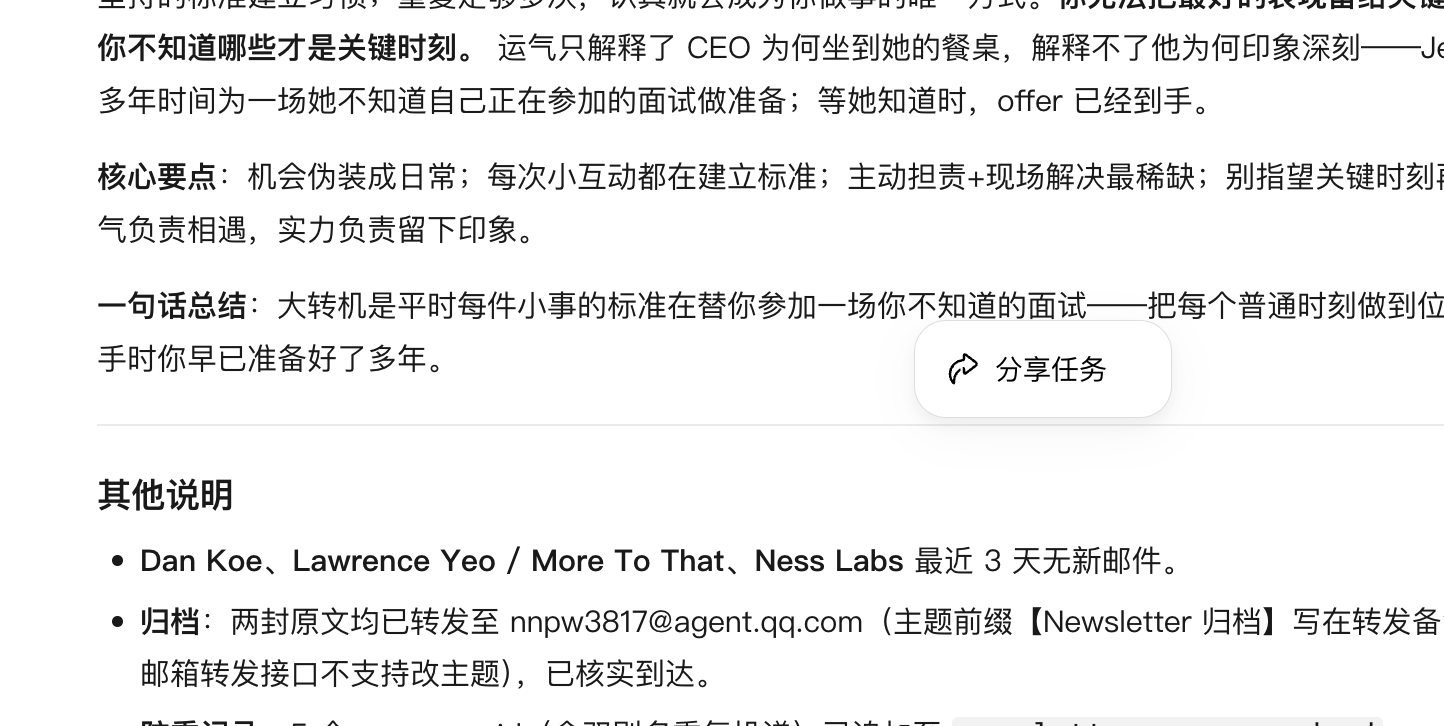 你不知道哪些才是关键时刻。 运气只解释了 CEO 为何坐到她的餐桌，解释不了他为何印象深刻——Je
多年时间为一场她不知道自己正在参加的面试做准备；等她知道时，offer 已经到手。
核心要点：机会伪装成日常；每次小互动都在建立标准；主动担责+现场解决最稀缺；别指望关键时刻
气负责相遇，实力负责留下印象。
一句话总结：大转机是平时每件小事的标准在替你参加一场你不知道的面试——把每个普通时刻做到位
手时你早已准备好了多年。
分享任务
其他说明
Dan Koe、Lawrence Yeo / More To That、Ness Labs 最近 3 天无新邮件。
归档：两封原文均已转发至 nnpw3817@agent.qq.com（主题前缀【Newsletter 归档】写在转发备
邮箱转发接口不支持改主题），已核实到达。